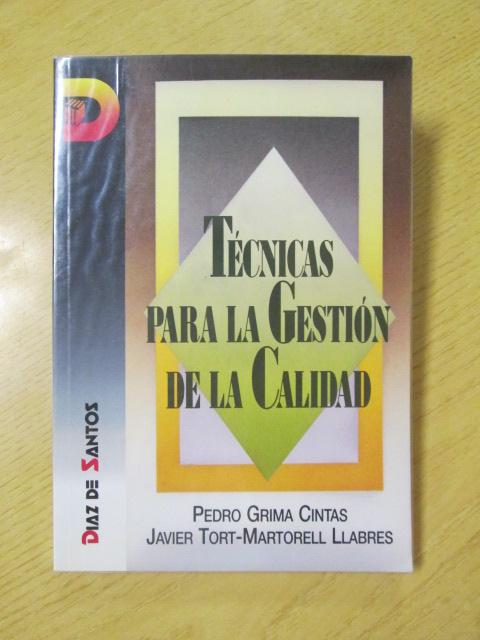 TÉCNICAS
PARA LA GESTIÓN
DE LA CALIDAD
DIAZ DE SANTOS
PEDRO GRIMA CINTAS
JAVIER TORT-MARTORELL LLABRES